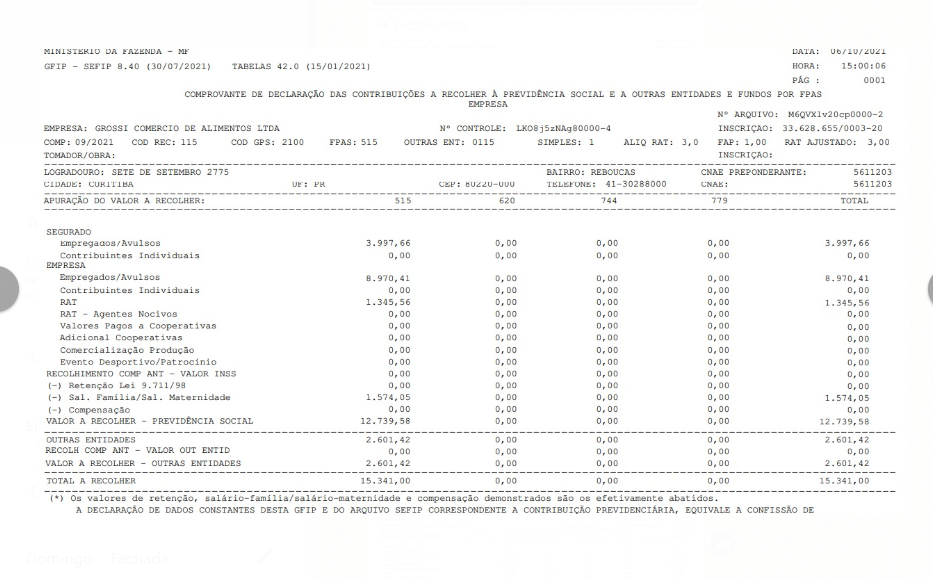 MINISTERIO DA FAZENDA - MF DATA: 06/10/2021
GFIP - SEFIP 8.40 (30/07/2021) TABELAS 42.0 (15/01/2021) HORA: 15:00:06
PÁG : 0001
COMPROVANTE DE DECLARAÇÃO DAS CONTRIBUIÇÕES A RECOLHER À PREVIDÊNCIA SOCIAL E A OUTRAS ENTIDADES E FUNDOS POR FPAS
EMPRESA
Nº ARQUIVO: M6QVX1v20cp0000-2
EMPRESA: GROSSI COMERCIO DE ALIMENTOS LTDA Nº CONTROLE: LKO8j5zNAg80000-4 INSCRIÇÃO: 33.628.655/0003-20
COMP: 09/2021 COD REC: 115 COD GPS: 2100 FPAS: 515 OUTRAS ENT: 0115 SIMPLES: 1 ALIQ RAT: 3,0 FAP: 1,00 RAT AJUSTADO: 3,00
TOMADOR/OBRA: INSCRIÇÃO:
LOGRADOURO: SETE DE SETEMBRO 2775 BAIRRO: REBOUCAS CNAE PREPONDERANTE: 5611203
CIDADE: CURITIBA UF: PR CEP: 80220-000 TELEFONE: 41-30288000 CNAE: 5611203
APURAÇÃO DO VALOR A RECOLHER: 515 620 744 779 TOTAL
SEGURADO
Empregados/Avulsos 3.997,66 0,00 0,00 0,00 3.997,66
Contribuintes Individuais 0,00 0,00 0,00 0,00 0,00
EMPRESA
Empregados/Avulsos 8.970,41 0,00 0,00 0,00 8.970,41
Contribuintes Individuais 0,00 0,00 0,00 0,00 0,00
RAT 1.345,56 0,00 0,00 0,00 1.345,56
RAT - Agentes Nocivos 0,00 0,00 0,00 0,00 0,00
Valores Pagos a Cooperativas 0,00 0,00 0,00 0,00 0,00
Adicional Cooperativas 0,00 0,00 0,00 0,00 0,00
Comercialização Produção 0,00 0,00 0,00 0,00 0,00
Evento Desportivo/Patrocínio 0,00 0,00 0,00 0,00 0,00
RECOLHIMENTO COMP ANT - VALOR INSS 0,00 0,00 0,00 0,00 0,00
(-) Retenção Lei 9.711/98 0,00 0,00 0,00 0,00 0,00
(-) Sal. Família/Sal. Maternidade 1.574,05 0,00 0,00 0,00 1.574,05
(-) Compensação 0,00 0,00 0,00 0,00 0,00
VALOR A RECOLHER - PREVIDÊNCIA SOCIAL 12.739,58 0,00 0,00 0,00 12.739,58
OUTRAS ENTIDADES 2.601,42 0,00 0,00 0,00 2.601,42
RECOLH COMP ANT - VALOR OUT ENTID 0,00 0,00 0,00 0,00 0,00
VALOR A RECOLHER - OUTRAS ENTIDADES 2.601,42 0,00 0,00 0,00 2.601,42
TOTAL A RECOLHER 15.341,00 0,00 0,00 0,00 15.341,00
(*) Os valores de retenção, salário-família/salário-maternidade e compensação demonstrados são os efetivamente abatidos.
A DECLARAÇÃO DE DADOS CONSTANTES DESTA GFIP E DO ARQUIVO SEFIP CORRESPONDENTE A CONTRIBUIÇÃO PREVIDENCIÁRIA, EQUIVALE A CONFISSÃO DE
Domingo Fechada